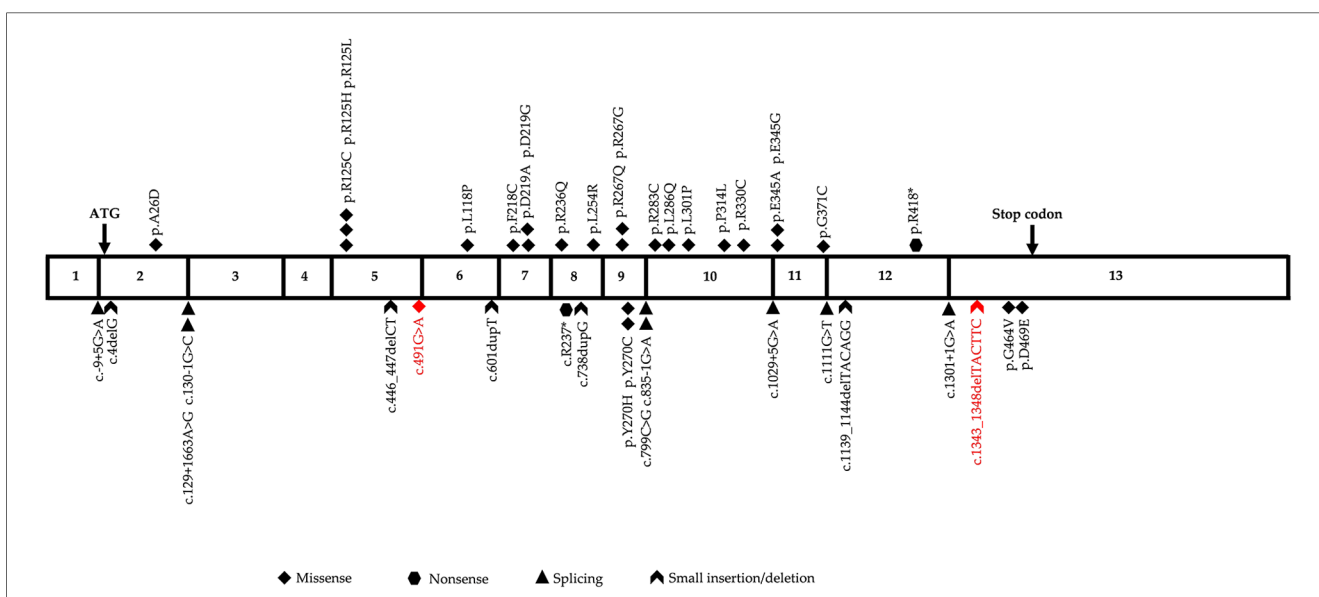 p.A26D
p.R125C p.R125H p.R125L
p.L118P
p.F218C
p.D219A p.D219G
p.R236Q
p.L254R
p.R267Q p.R267G
p.R283C
p.L286Q
p.L301P
p.P314L
p.R330C
p.E345A p.E345G
p.G371C
p.R418*
ATG
Stop codon
1 2 3 4 5 6 7 8 9 10 11 12 13
c.-9+5G>A
c.4delG
c.129+1663A>G c.130-1G>C
c.446_447delCT
c.491G>A
c.601dupT
c.R237*
c.738dupG
p.Y270H p.Y270C
c.799C>G c.835-1G>A
c.1029+5G>A
c.1111G>T
c.1139_1144delTACAGG
c.1301+1G>A
c.1343_1348delTACTTC
p.G464V
p.D469E
Missense
Nonsense
Splicing
Small insertion/deletion